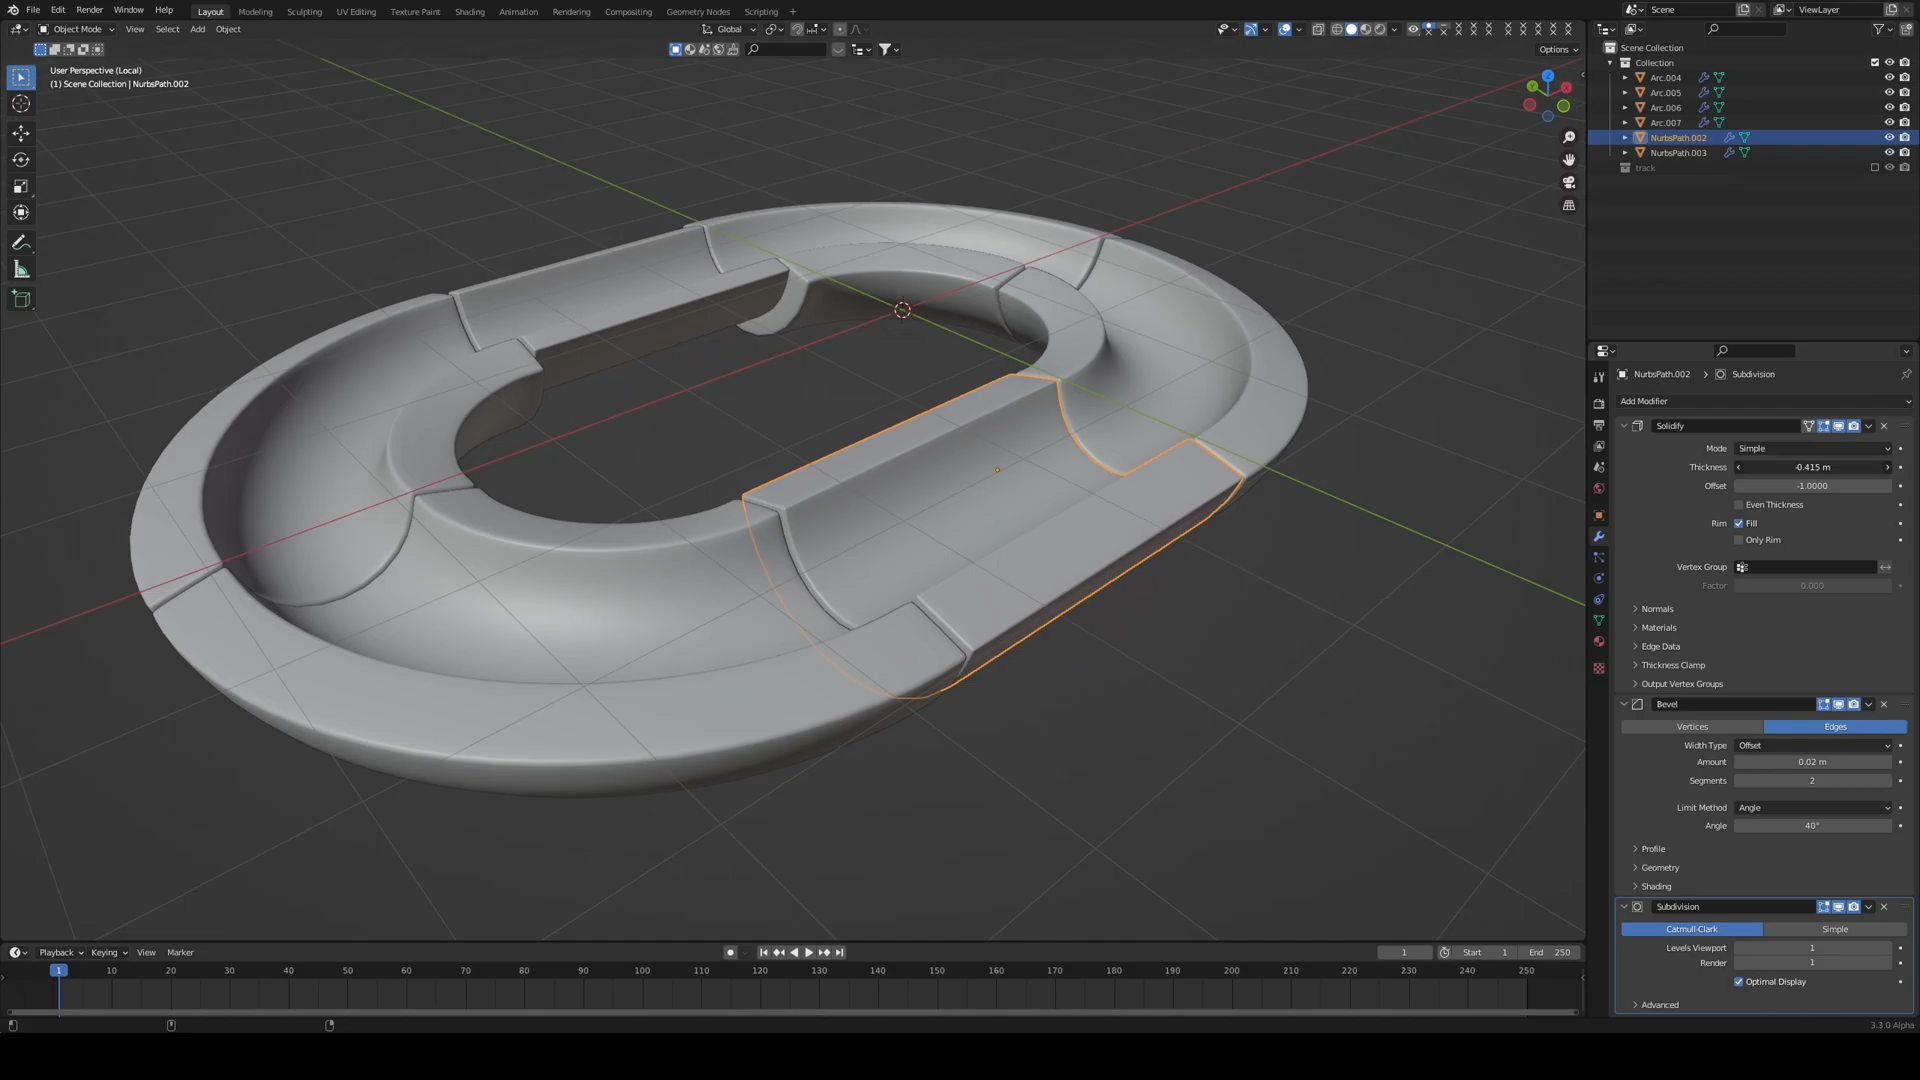 File Edit Render Window Help Layout Modeling Sculpting UV Editing Texture Paint Shading Animation Rendering Compositing Geometry Nodes Scripting + Scene ViewLayer
Object Mode View Select Add Object Global
Options
User Perspective (Local)
(1) Scene Collection | NurbsPath.002
Z
Y
X
Scene Collection
Collection
Arc.004
Arc.005
Arc.006
Arc.007
NurbsPath.002
NurbsPath.003
track
NurbsPath.002 > Subdivision
Add Modifier
Solidify
Mode Simple
Thickness -0.415 m
Offset -1.0000
Even Thickness
Rim Fill
Only Rim
Vertex Group
Factor 0.000
Normals
Materials
Edge Data
Thickness Clamp
Output Vertex Groups
Bevel
Vertices Edges
Width Type Offset
Amount 0.02 m
Segments 2
Limit Method Angle
Angle 40°
Profile
Geometry
Shading
Subdivision
Catmull-Clark Simple
Levels Viewport 1
Render 1
Optimal Display
Advanced
Playback Keying View Marker 1 Start 1 End 250
1 10 20 30 40 50 60 70 80 90 100 110 120 130 140 150 160 170 180 190 200 210 220 230 240 250
3.3.0 Alpha